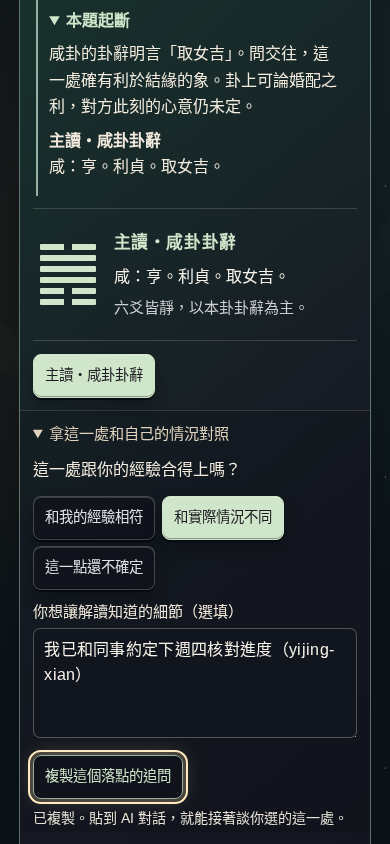 ▼ 本題起斷
咸卦的卦辭明言「取女吉」。問交往，這
一處確有利於結緣的象。卦上可論婚配之
利，對方此刻的心意仍未定。
主讀・咸卦卦辭
咸：亨。利貞。取女吉。
主讀・咸卦卦辭
咸：亨。利貞。取女吉。
六爻皆靜，以本卦卦辭為主。
主讀・咸卦卦辭
▼ 拿這一處和自己的情況對照
這一處跟你的經驗合得上嗎？
和我的經驗相符
和實際情況不同
這一點還不確定
你想讓解讀知道的細節（選填）
我已和同事約定下週四核對進度（yijing-
xian）
複製這個落點的追問
已複製。貼到 AI 對話，就能接著談你選的這一處。